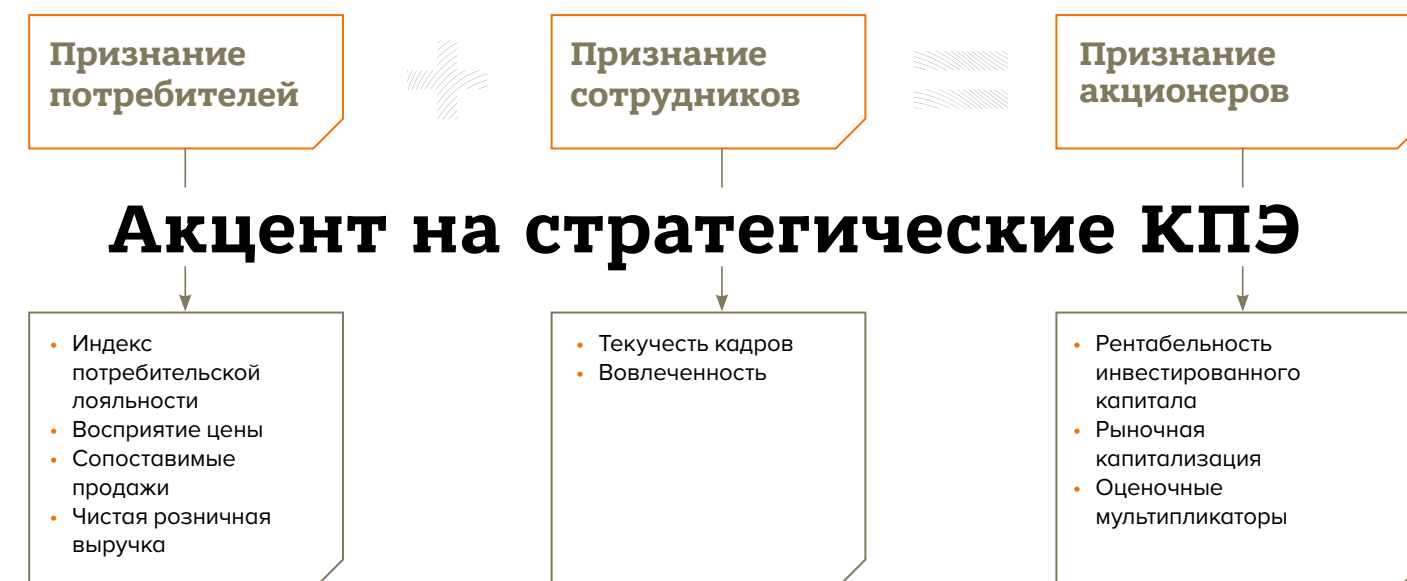 Признание
потребителей
+
Признание
сотрудников
=
Признание
акционеров
Акцент на стратегические КПЭ
• Индекс
потребительской
лояльности
• Восприятие цены
• Сопоставимые
продажи
• Чистая розничная
выручка
• Текучесть кадров
• Вовлеченность
• Рентабельность
инвестированного
капитала
• Рыночная
капитализация
• Оценочные
мультипликаторы